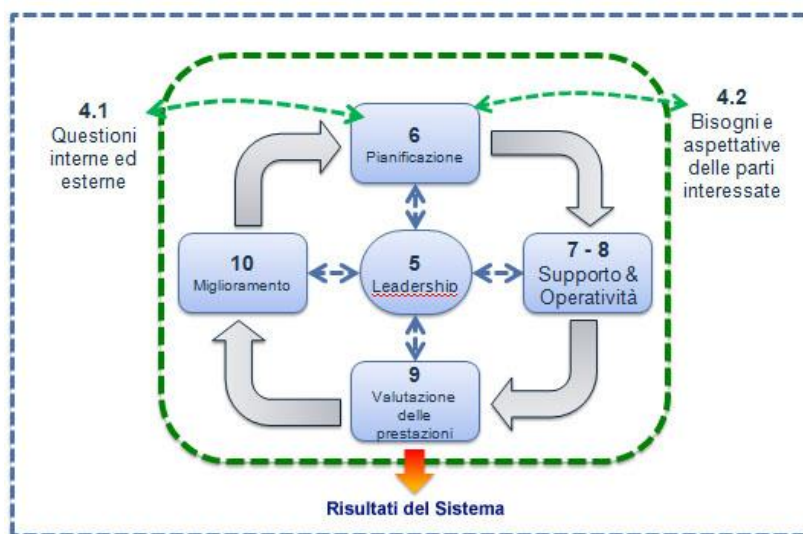 4.1
Questioni
interne ed
esterne
6
Pianificazione
4.2
Bisogni e
aspettative
delle parti
interessate
10
Miglioramento
5
Leadership
7 - 8
Supporto &
Operatività
9
Valutazione
delle
prestazioni
Risultati del Sistema